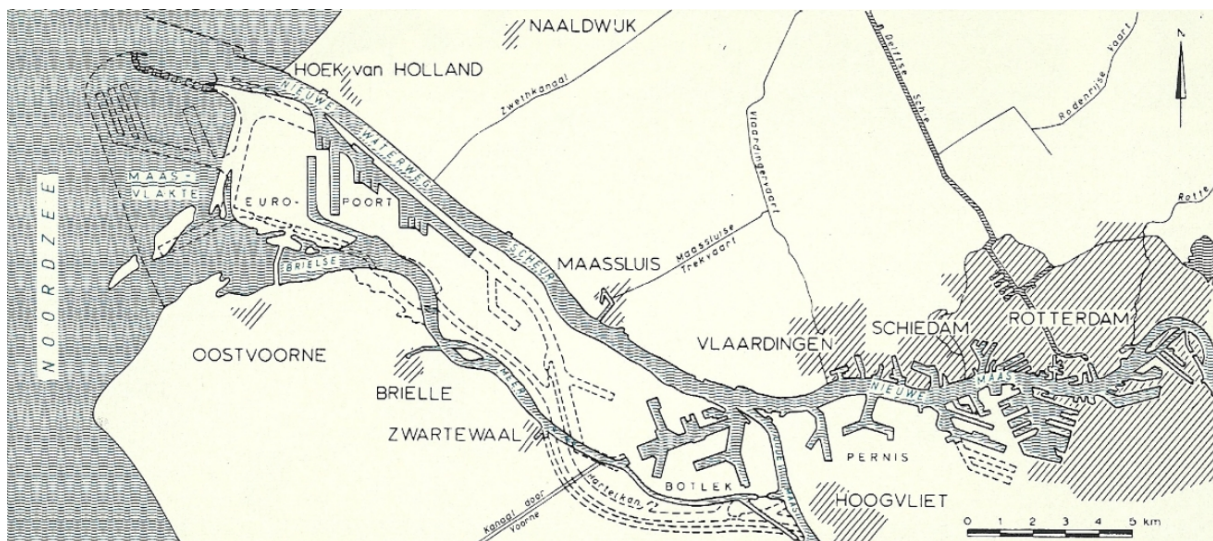 NAALDWIJK
N
HOEK van HOLLAND
NIEUWE
WATERWEG
Zwethkanaal
Vlaardingervaart
Delftse Schie
Rodenrijse Vaart
NOORDZEE
MAAS-
VLAKTE
EURO-
POORT
BRIELSE
MEER
SCHEUR
Maassluise
Trekvaart
Rotte
MAASSLUIS
OOSTVOORNE
BRIELLE
ZWARTEWAAL
VLAARDINGEN
SCHIEDAM
ROTTERDAM
NIEUWE
MAAS
PERNIS
BOTLEK
HOOGVLIET
Kanaal door
Voorne
Hartelkan
0 1 2 3 4 5 km